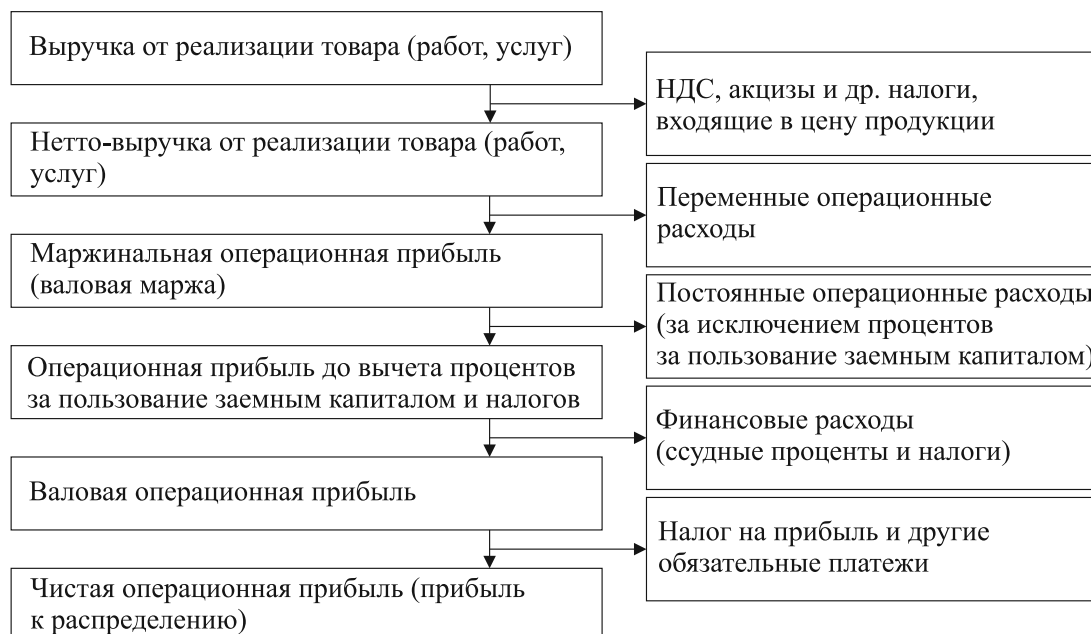 Выручка от реализации товара (работ, услуг)
НДС, акцизы и др. налоги,
входящие в цену продукции
Нетто-выручка от реализации товара (работ,
услуг)
Переменные операционные
расходы
Маржинальная операционная прибыль
(валовая маржа)
Постоянные операционные расходы
(за исключением процентов
за пользование заемным капиталом)
Операционная прибыль до вычета процентов
за пользование заемным капиталом и налогов
Финансовые расходы
(ссудные проценты и налоги)
Валовая операционная прибыль
Налог на прибыль и другие
обязательные платежи
Чистая операционная прибыль (прибыль
к распределению)